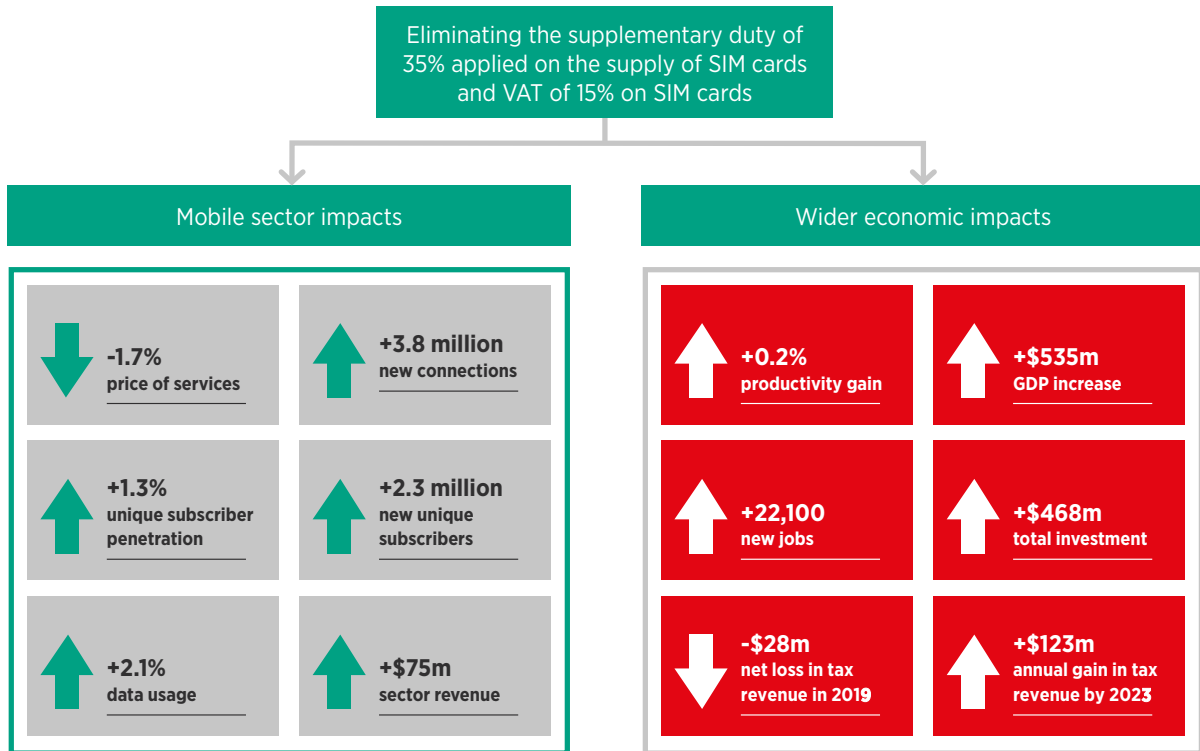 Eliminating the supplementary duty of
35% applied on the supply of SIM cards
and VAT of 15% on SIM cards
Mobile sector impacts
-1.7%
price of services
+3.8 million
new connections
+1.3%
unique subscriber
penetration
+2.3 million
new unique
subscribers
+2.1%
data usage
+$75m
sector revenue
Wider economic impacts
+0.2%
productivity gain
+$535m
GDP increase
+22,100
new jobs
+$468m
total investment
-$28m
net loss in tax
revenue in 2019
+$123m
annual gain in tax
revenue by 2023